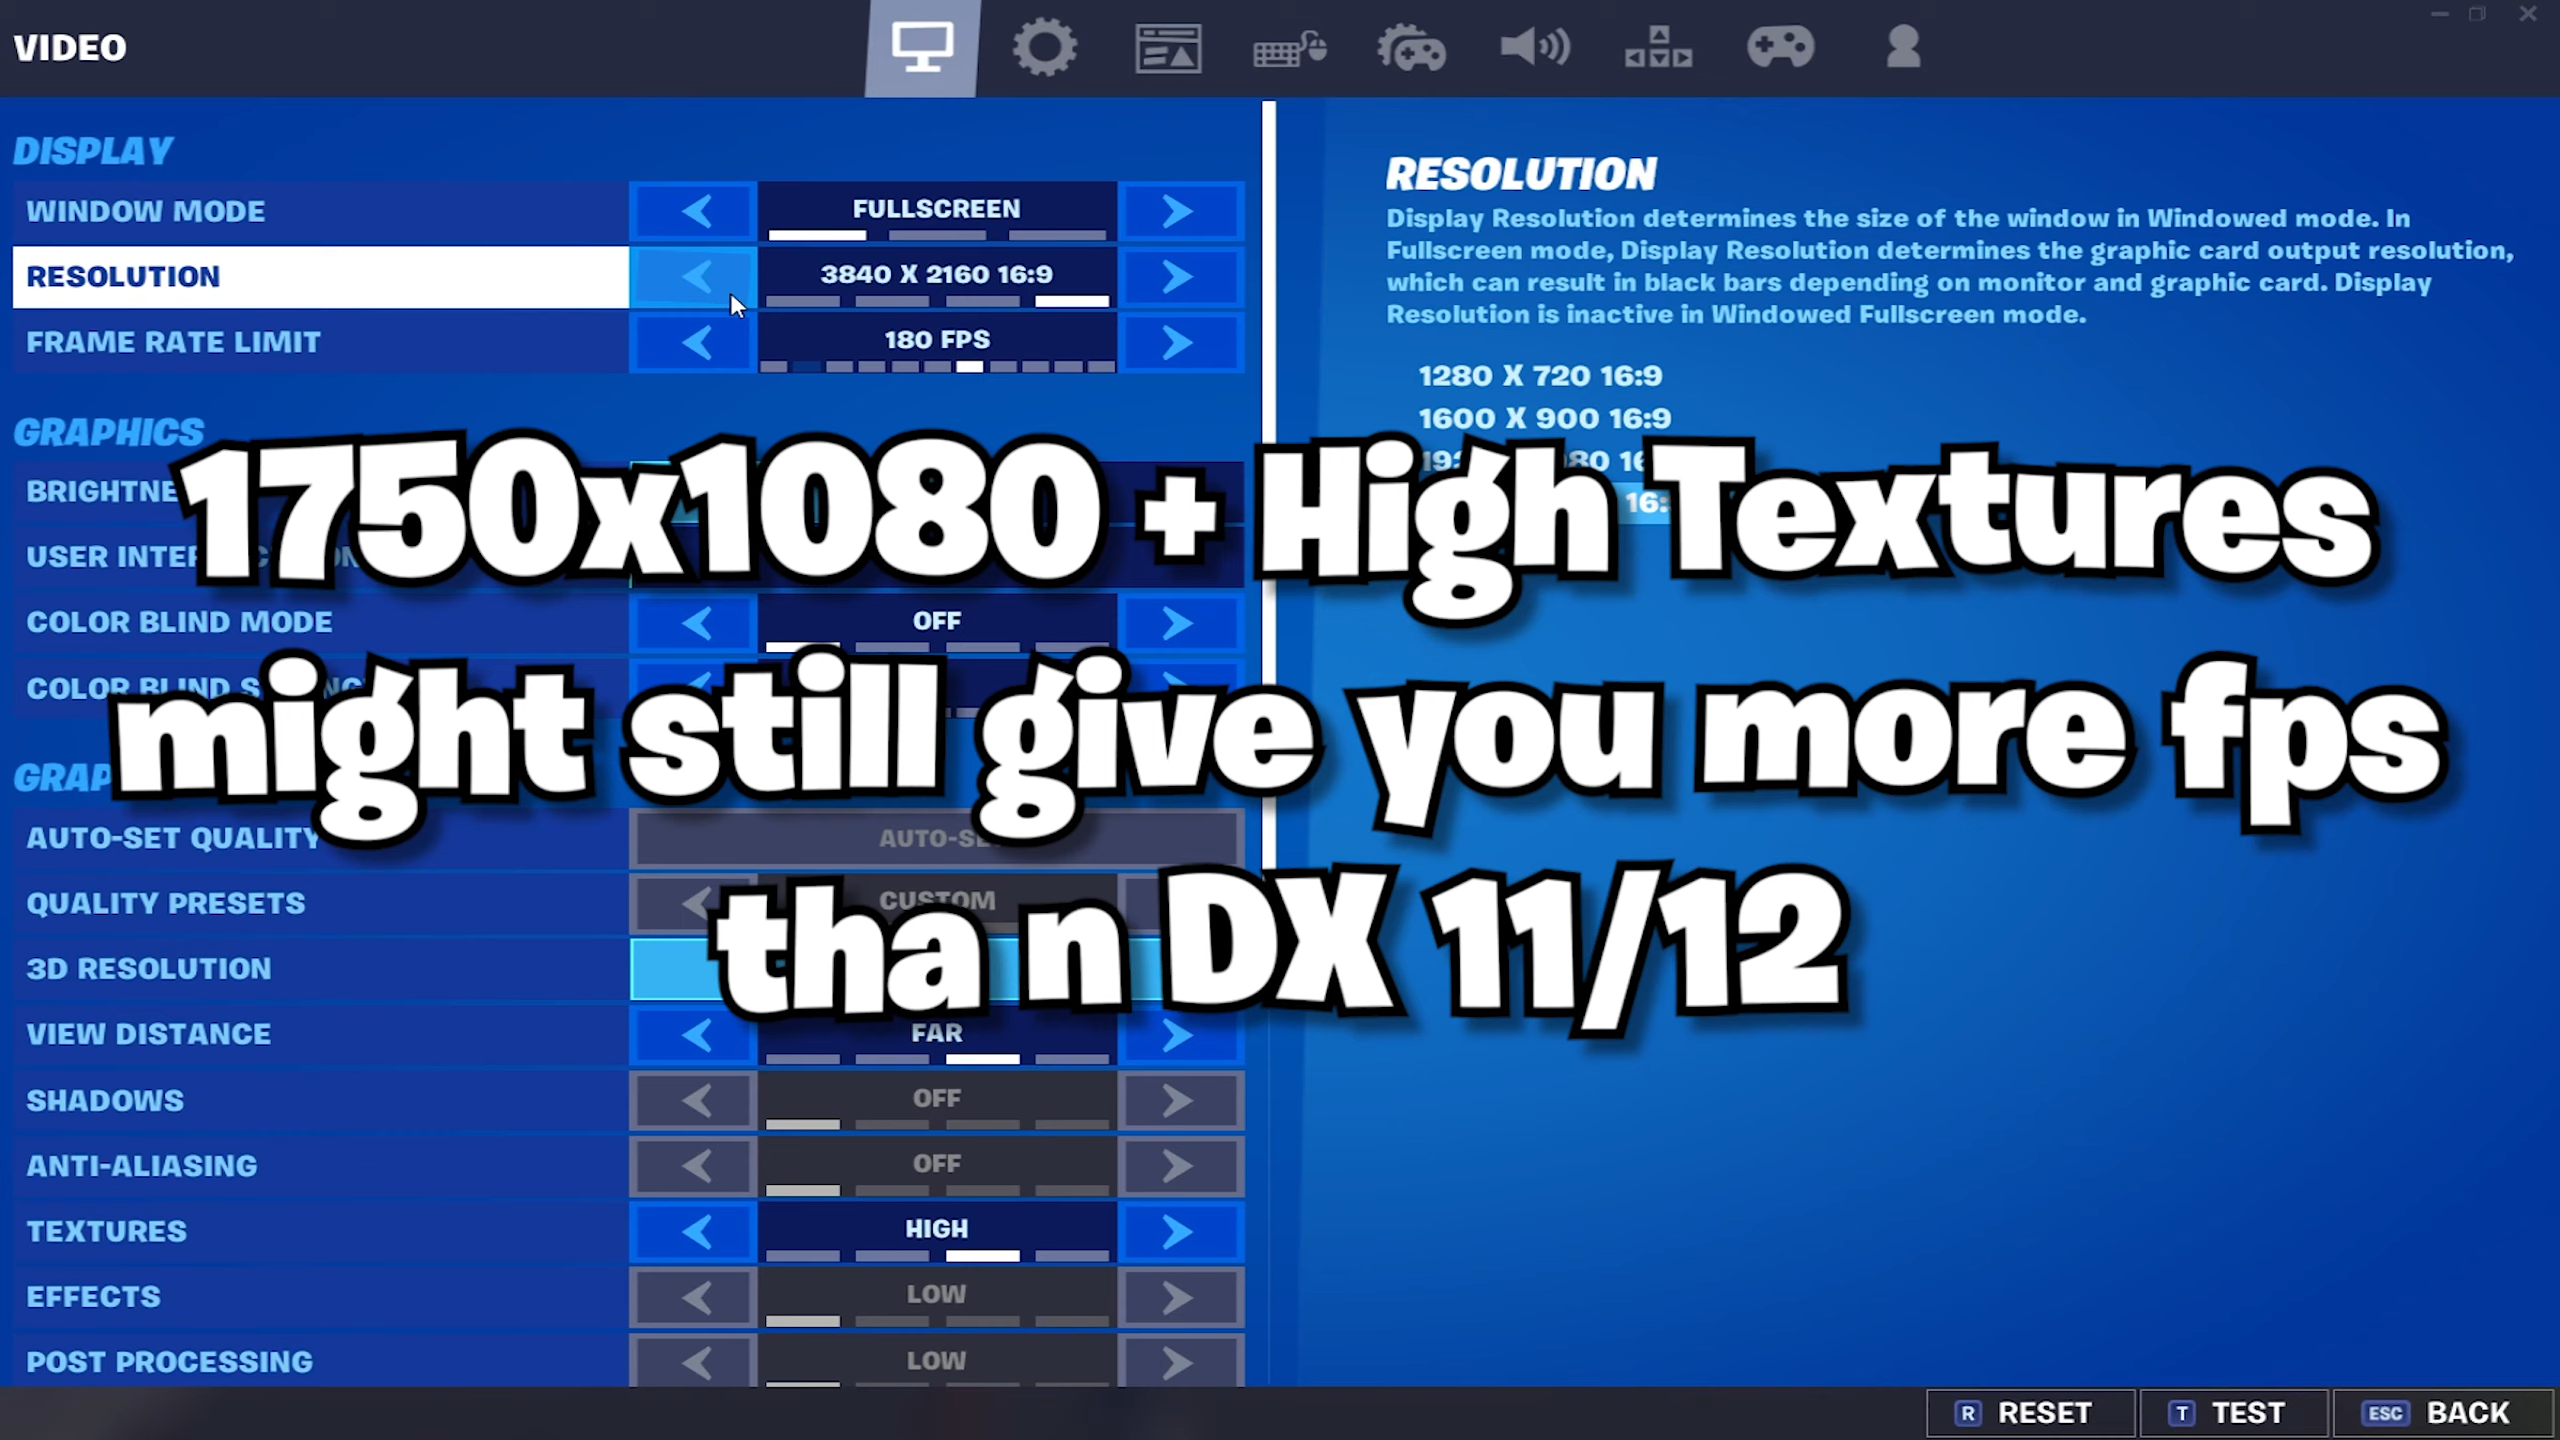 VIDEO
DISPLAY
WINDOW MODE
FULLSCREEN
RESOLUTION
3840 X 2160 16:9
FRAME RATE LIMIT
180 FPS
RESOLUTION
Display Resolution determines the size of the window in Windowed mode. In
Fullscreen mode, Display Resolution determines the graphic card output resolution,
which can result in black bars depending on monitor and graphic card. Display
Resolution is inactive in Windowed Fullscreen mode.
1280 X 720 16:9
1600 X 900 16:9
GRAPHICS
USER
COLOR BLIND MODE
OFF
COLOR BLIND
1750x1080 + High Textures
might still give you more fps
tha n DX 11/12
AUTO-SET QUALITY
QUALITY PRESETS
CUSTOM
3D RESOLUTION
VIEW DISTANCE
FAR
SHADOWS
OFF
ANTI-ALIASING
OFF
TEXTURES
HIGH
EFFECTS
LOW
POST PROCESSING
LOW
R RESET
T TEST
ESC BACK